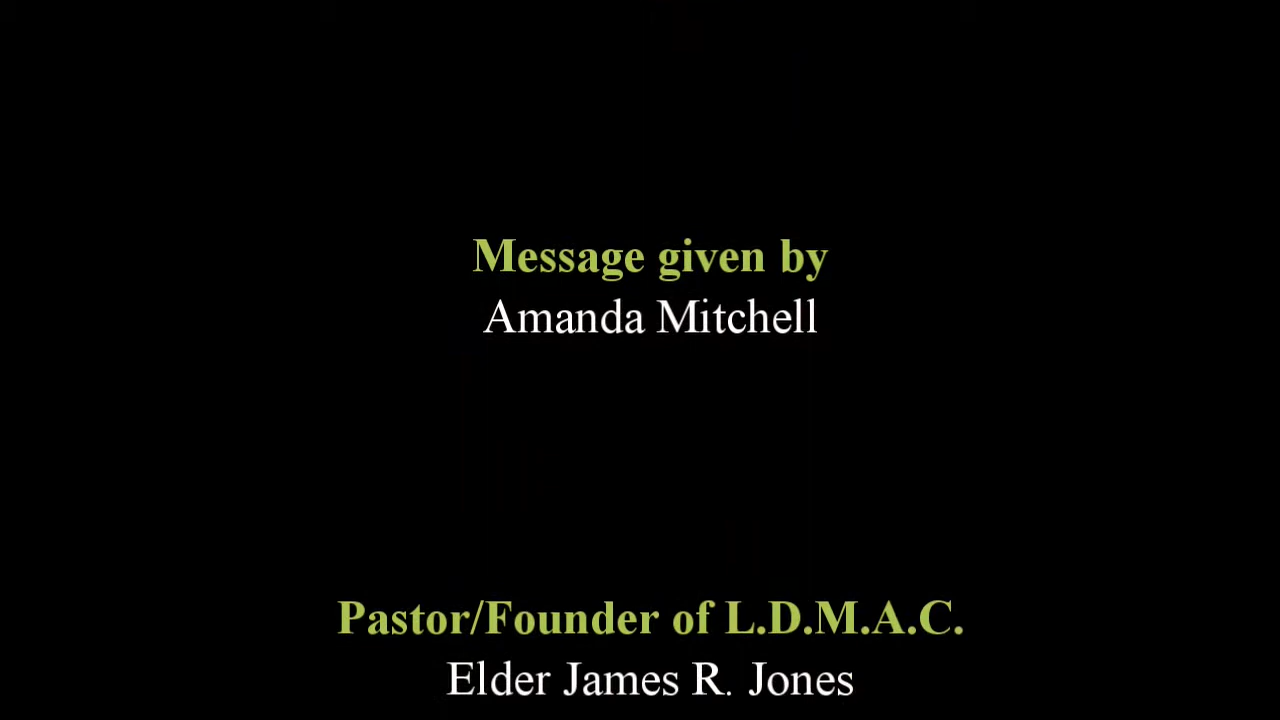 Message given by
Amanda Mitchell
Pastor/Founder of L.D.M.A.C.
Elder James R. Jones